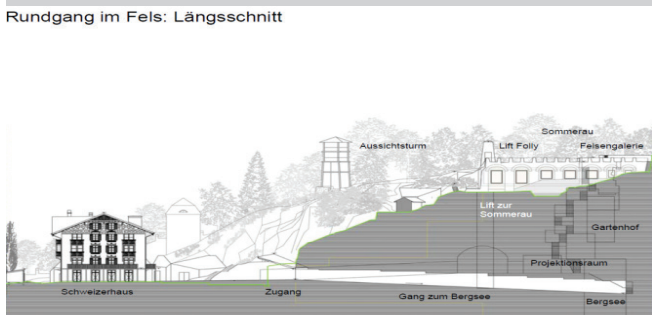 Rundgang im Fels: Längsschnitt
Sommerau
Aussichtsturm
Lift Folly
Felsengalerie
Lift zur
Sommerau
Gartenhof
Projektionsraum
Schweizerhaus
Zugang
Gang zum Bergsee
Bergsee